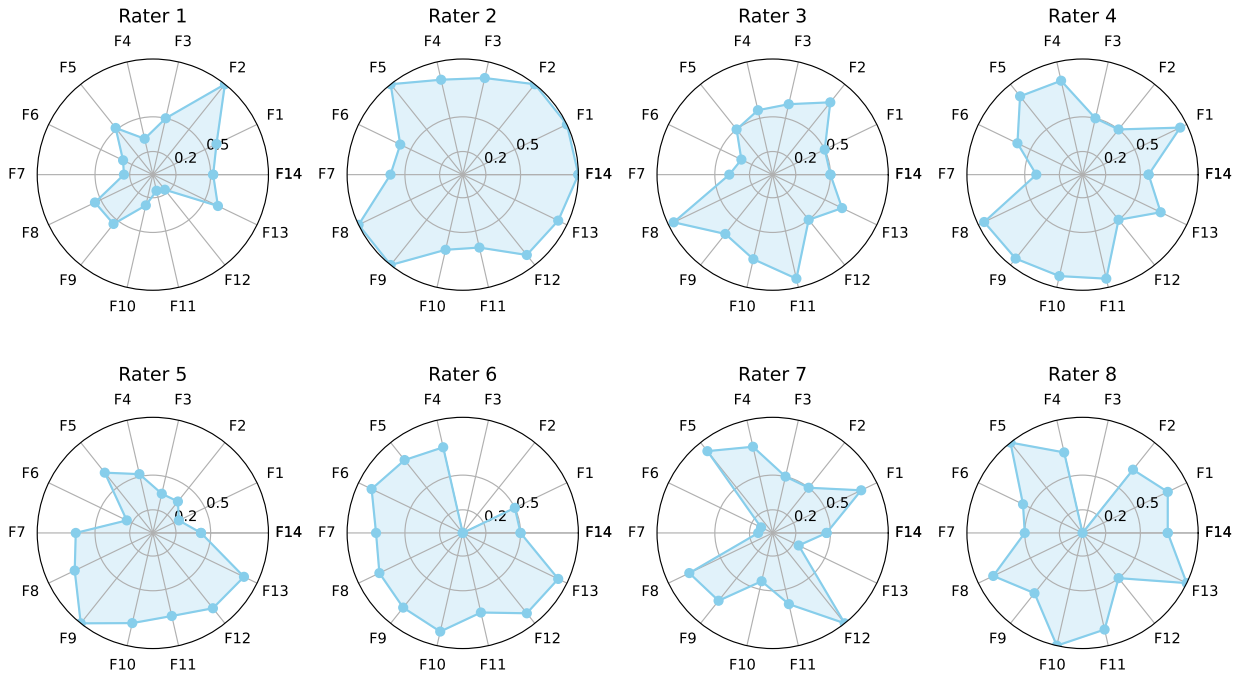 Rater 1
F4 F3
F5 F2
F6 F1
0.5
0.2
F7 F14
F8 F13
F9 F12
F10 F11
Rater 2
F4 F3
F5 F2
F6 F1
0.5
0.2
F7 F14
F8 F13
F9 F12
F10 F11
Rater 3
F4 F3
F5 F2
F6 F1
0.5
0.2
F7 F14
F8 F13
F9 F12
F10 F11
Rater 4
F4 F3
F5 F2
F6 F1
0.5
0.2
F7 F14
F8 F13
F9 F12
F10 F11
Rater 5
F4 F3
F5 F2
F6 F1
0.5
0.2
F7 F14
F8 F13
F9 F12
F10 F11
Rater 6
F4 F3
F5 F2
F6 F1
0.5
0.2
F7 F14
F8 F13
F9 F12
F10 F11
Rater 7
F4 F3
F5 F2
F6 F1
0.5
0.2
F7 F14
F8 F13
F9 F12
F10 F11
Rater 8
F4 F3
F5 F2
F6 F1
0.5
0.2
F7 F14
F8 F13
F9 F12
F10 F11